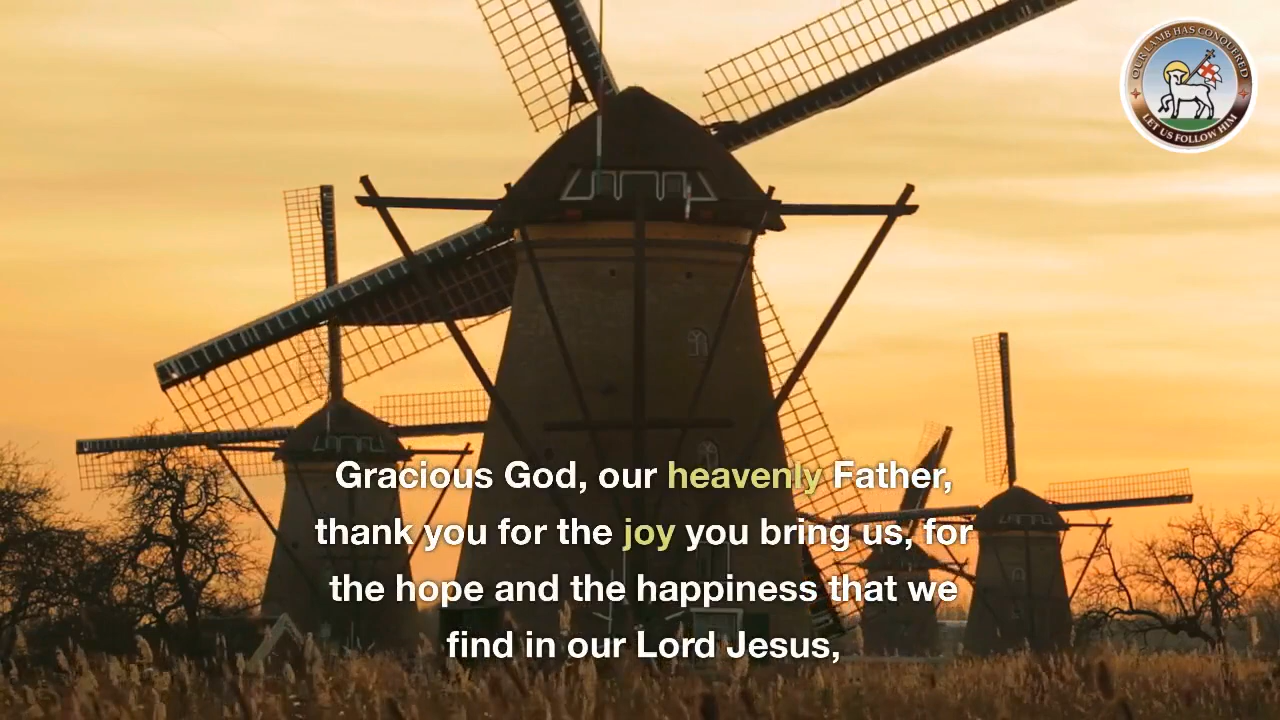 OUR LAMB HAS CONQUERED
LET US FOLLOW HIM
Gracious God, our heavenly Father,
thank you for the joy you bring us, for
the hope and the happiness that we
find in our Lord Jesus,